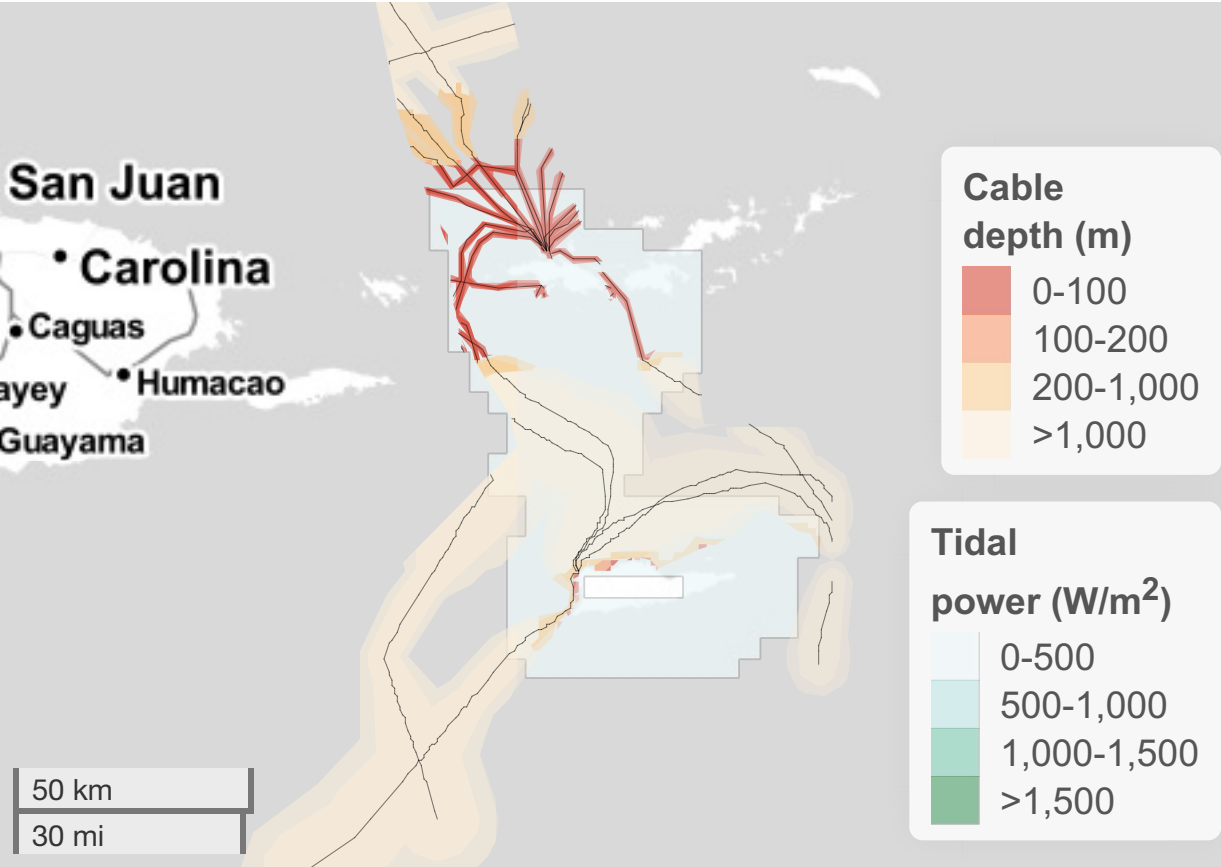 San Juan
Carolina
Caguas
ayey
Humacao
Guayama
50 km
30 mi
Cable
depth (m)
0-100
100-200
200-1,000
>1,000
Tidal
power (W/m²)
0-500
500-1,000
1,000-1,500
>1,500